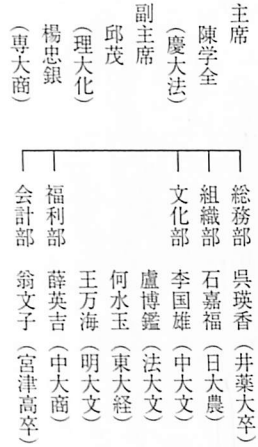 主席
陳学全
（慶大法）
副主席
邱茂
（理大化）
楊忠銀
（専大商）
総務部　呉瑛香（井薬大卒）
組織部　石嘉福（日大農）
文化部　李国雄（中大文）
盧博鑑（法大文）
何水玉（東大経）
王万海（明大文）
福利部　薛英吉（中大商）
会計部　翁文子（宮津高卒）